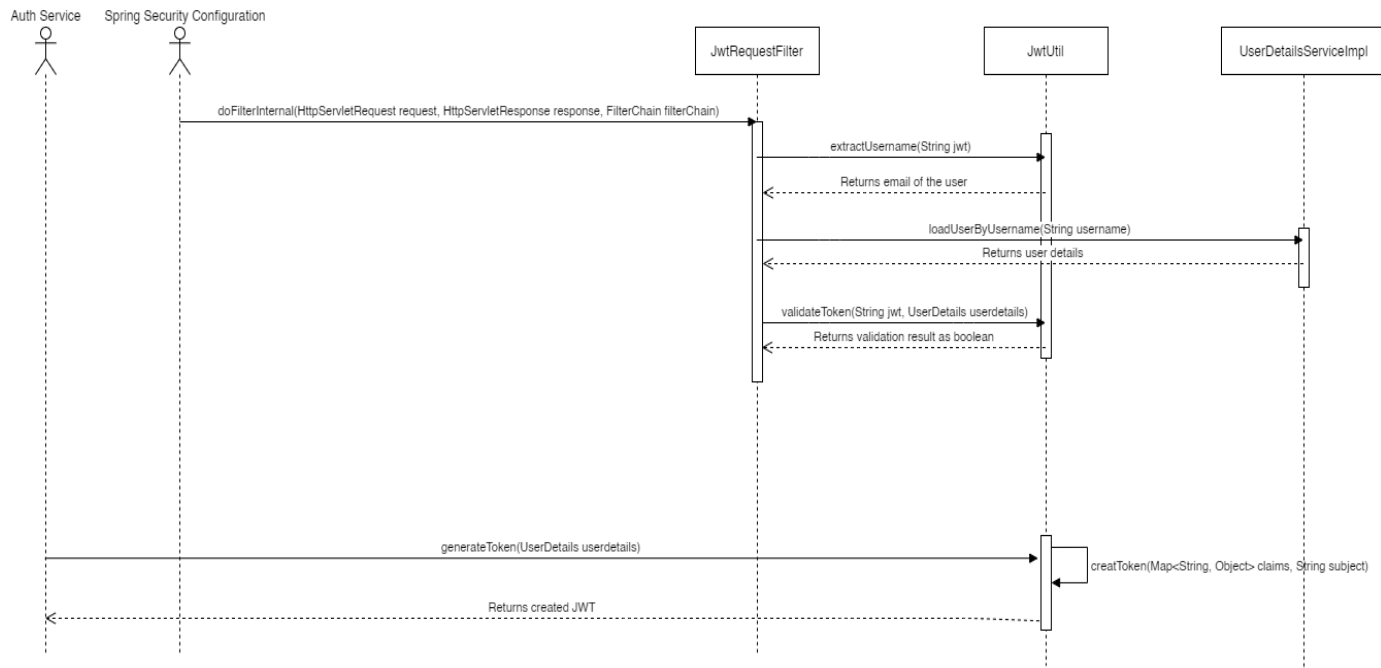 Auth Service
Spring Security Configuration
JwtRequestFilter
JwtUtil
UserDetailsServiceImpl
doFilterInternal(HttpServletRequest request, HttpServletResponse response, FilterChain filterChain)
extractUsername(String jwt)
Returns email of the user
loadUserByUsername(String username)
Returns user details
validateToken(String jwt, UserDetails userdetails)
Returns validation result as boolean
generateToken(UserDetails userdetails)
creatToken(Map<String, Object> claims, String subject)
Returns created JWT